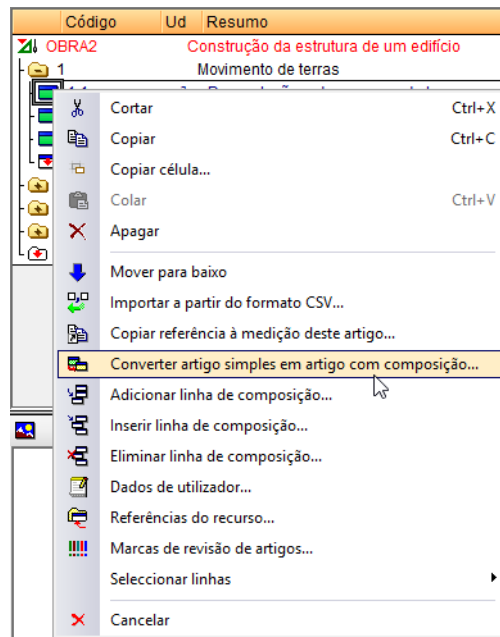 Código Ud Resumo
OBRA2 Construção da estrutura de um edifício
1 Movimento de terras
Cortar Ctrl+X
Copiar Ctrl+C
Copiar célula...
Colar Ctrl+V
Apagar
Mover para baixo
Importar a partir do formato CSV...
Copiar referência à medição deste artigo...
Converter artigo simples em artigo com composição...
Adicionar linha de composição...
Inserir linha de composição...
Eliminar linha de composição...
Dados de utilizador...
Referências do recurso...
Marcas de revisão de artigos...
Seleccionar linhas
Cancelar